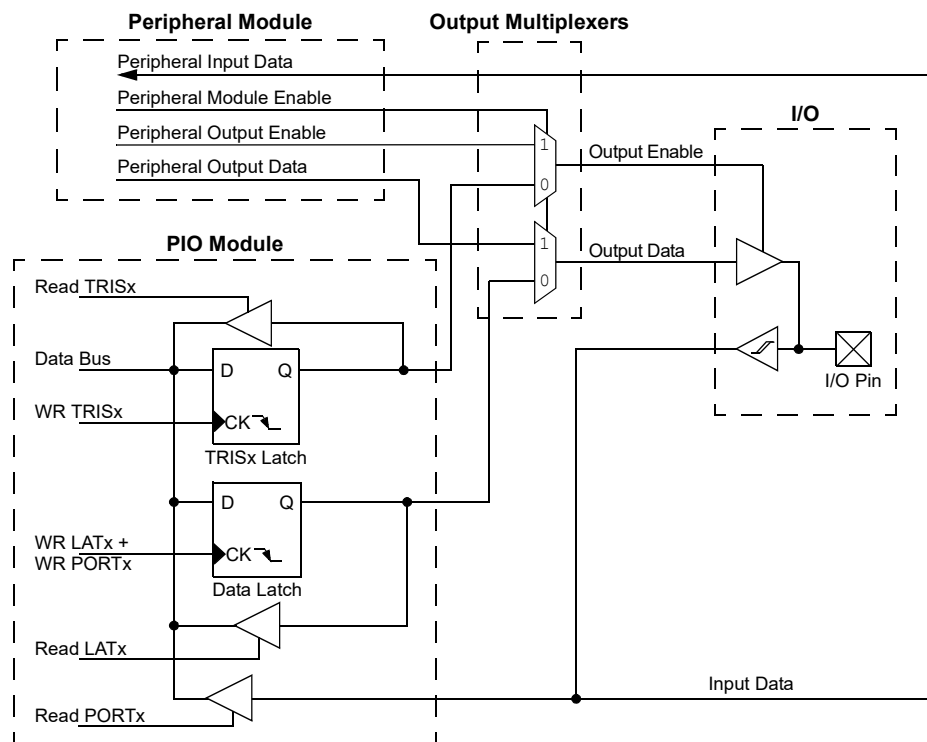 Peripheral Module
Output Multiplexers
Peripheral Input Data
Peripheral Module Enable
Peripheral Output Enable
Peripheral Output Data
1
0
Output Enable
I/O
1
0
Output Data
I/O Pin
PIO Module
Read TRISx
Data Bus
D Q
WR TRISx
CK
TRISx Latch
D Q
WR LATx +
WR PORTx
CK
Data Latch
Read LATx
Input Data
Read PORTx